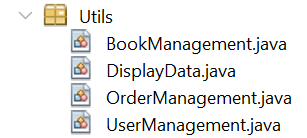 Utils
BookManagement.java
DisplayData.java
OrderManagement.java
UserManagement.java